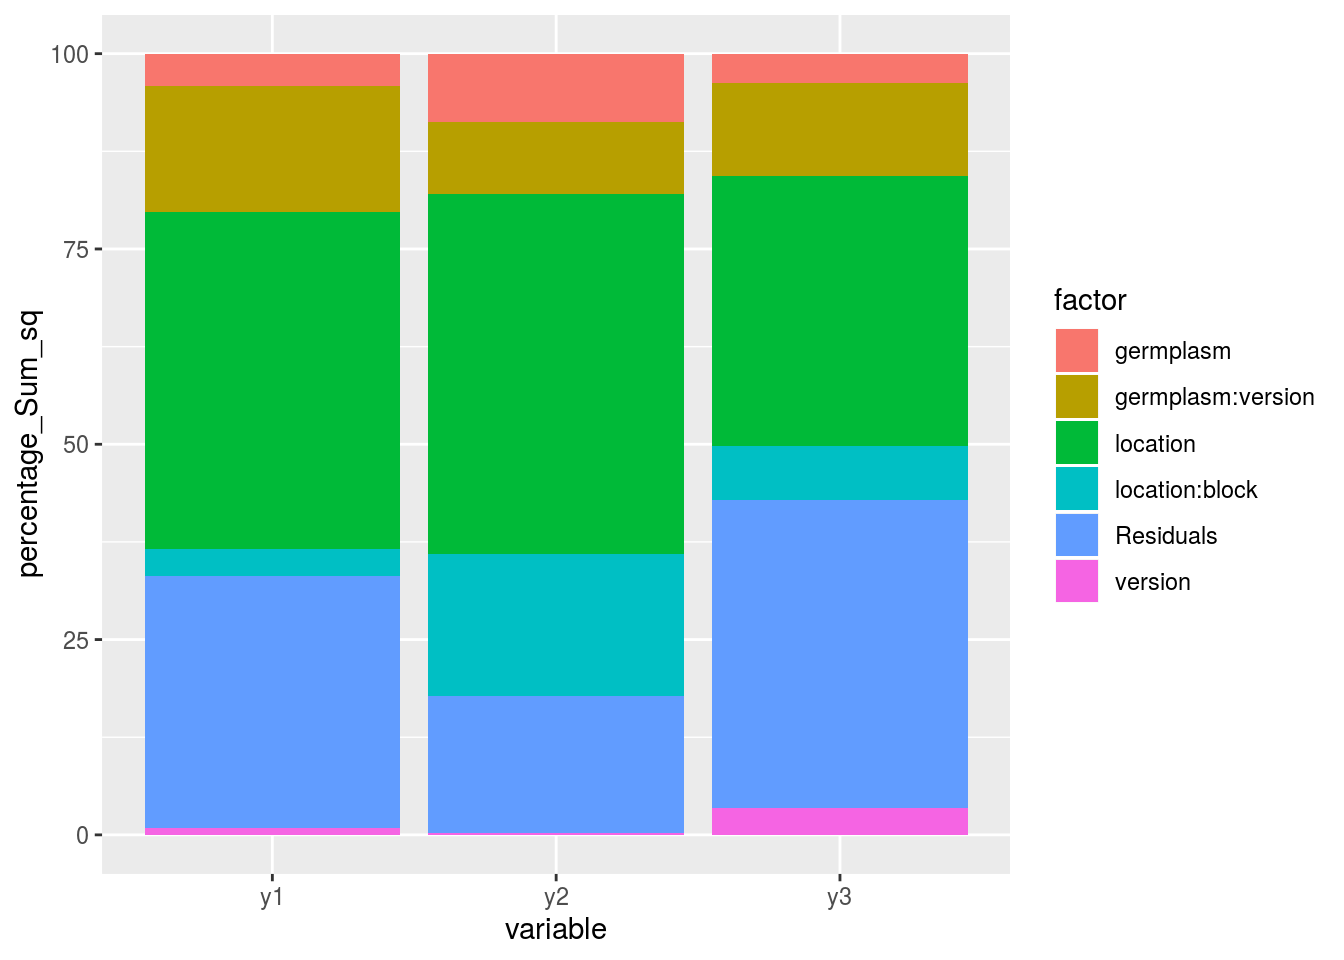 percentage_Sum_sq
100
75
50
25
0
y1 y2 y3
variable
factor
germplasm
germplasm:version
location
location:block
Residuals
version